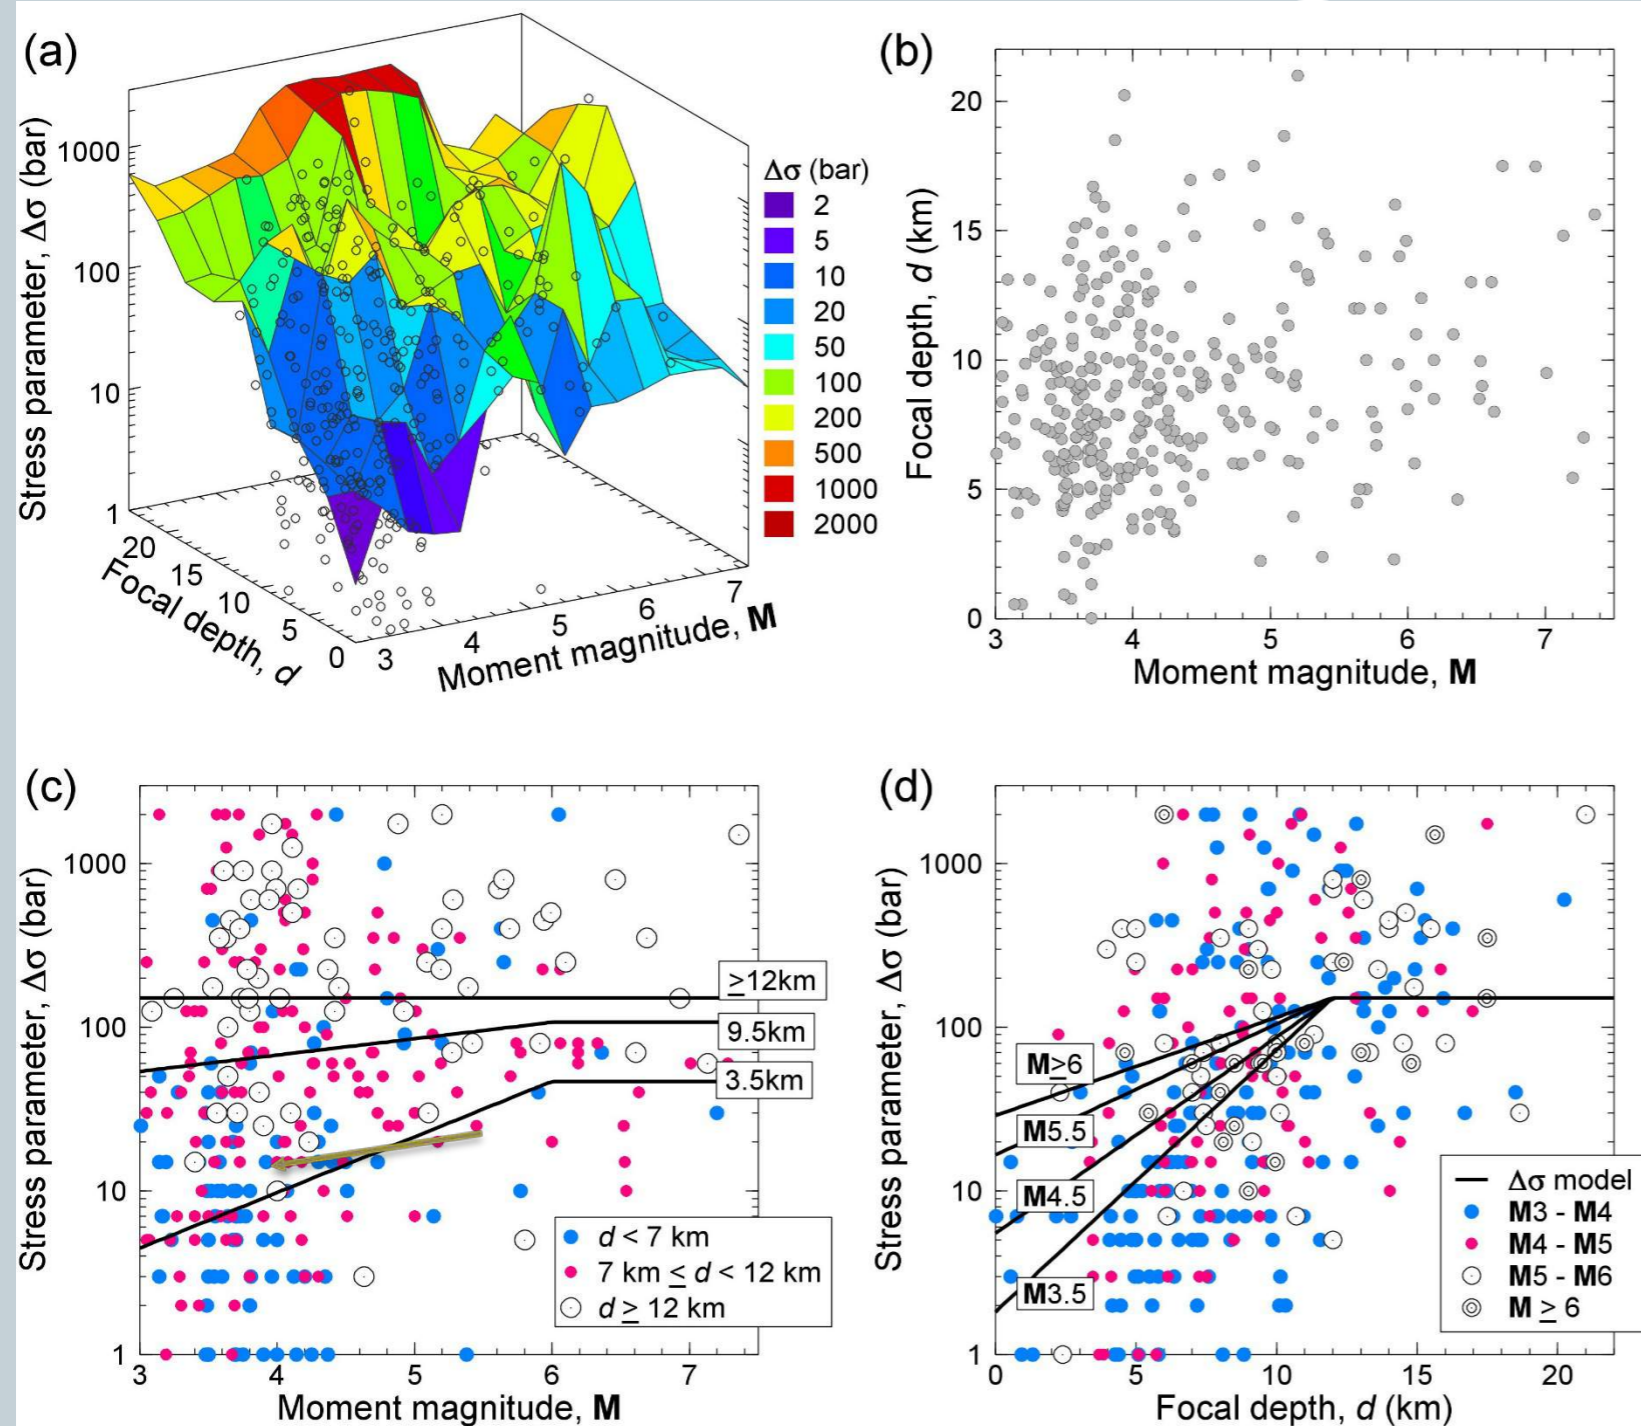 (a)
Stress parameter, Δσ (bar)
1000
100
10
1
20
15
10
5
0
Focal depth, d
3
4
5
6
7
Moment magnitude, M
Δσ (bar)
2
5
10
20
50
100
200
500
1000
2000
(b)
Focal depth, d (km)
20
15
10
5
0
3
4
5
6
7
Moment magnitude, M
(c)
Stress parameter, Δσ (bar)
1000
100
10
1
≥12km
9.5km
3.5km
d < 7 km
7 km ≤ d < 12 km
d ≥ 12 km
3
4
5
6
7
Moment magnitude, M
(d)
Stress parameter, Δσ (bar)
1000
100
10
1
M≥6
M5.5
M4.5
M3.5
Δσ model
M3 - M4
M4 - M5
M5 - M6
M ≥ 6
0
5
10
15
20
Focal depth, d (km)